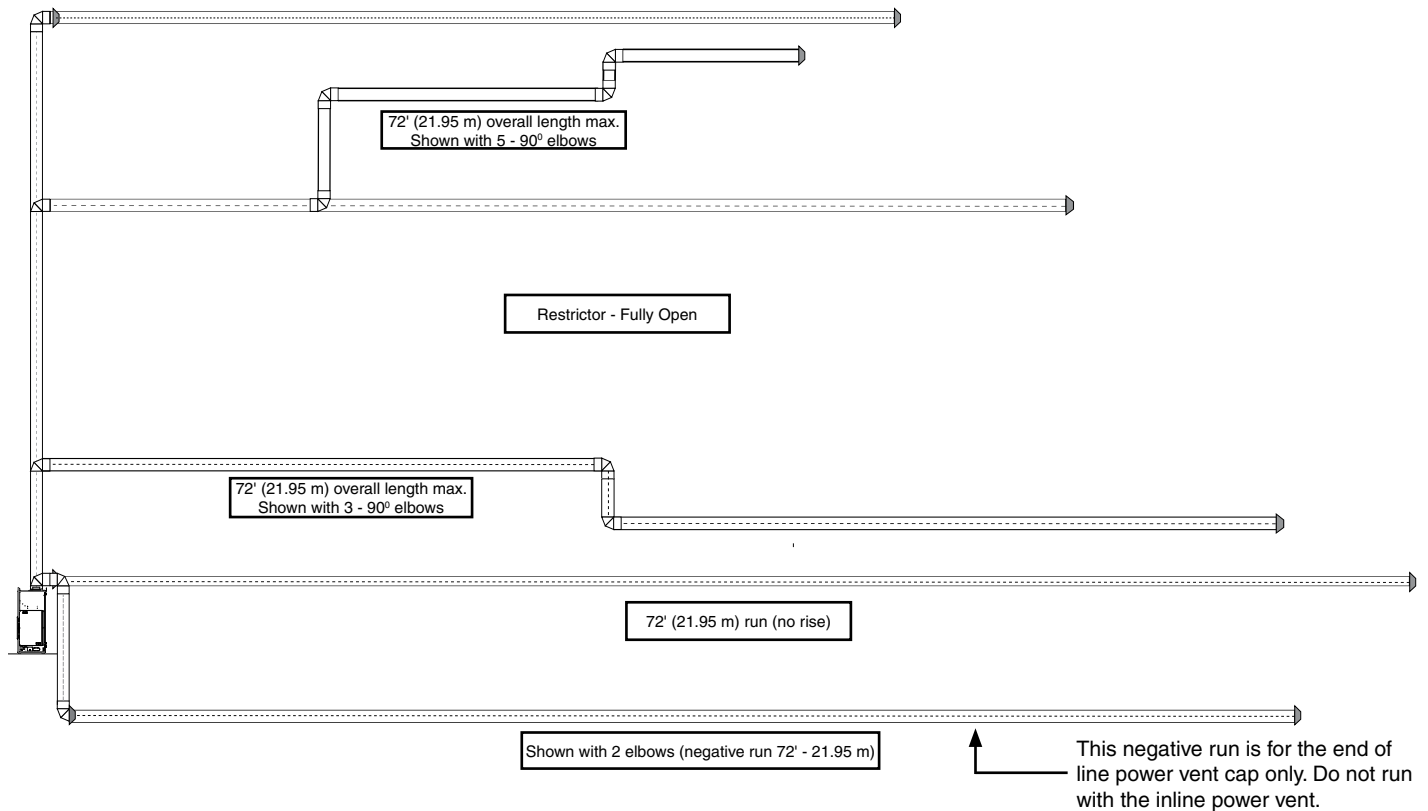 72' (21.95 m) overall length max.
Shown with 5 - 90⁰ elbows
Restrictor - Fully Open
72' (21.95 m) overall length max.
Shown with 3 - 90⁰ elbows
72' (21.95 m) run (no rise)
Shown with 2 elbows (negative run 72' - 21.95 m)
This negative run is for the end of
line power vent cap only. Do not run
with the inline power vent.